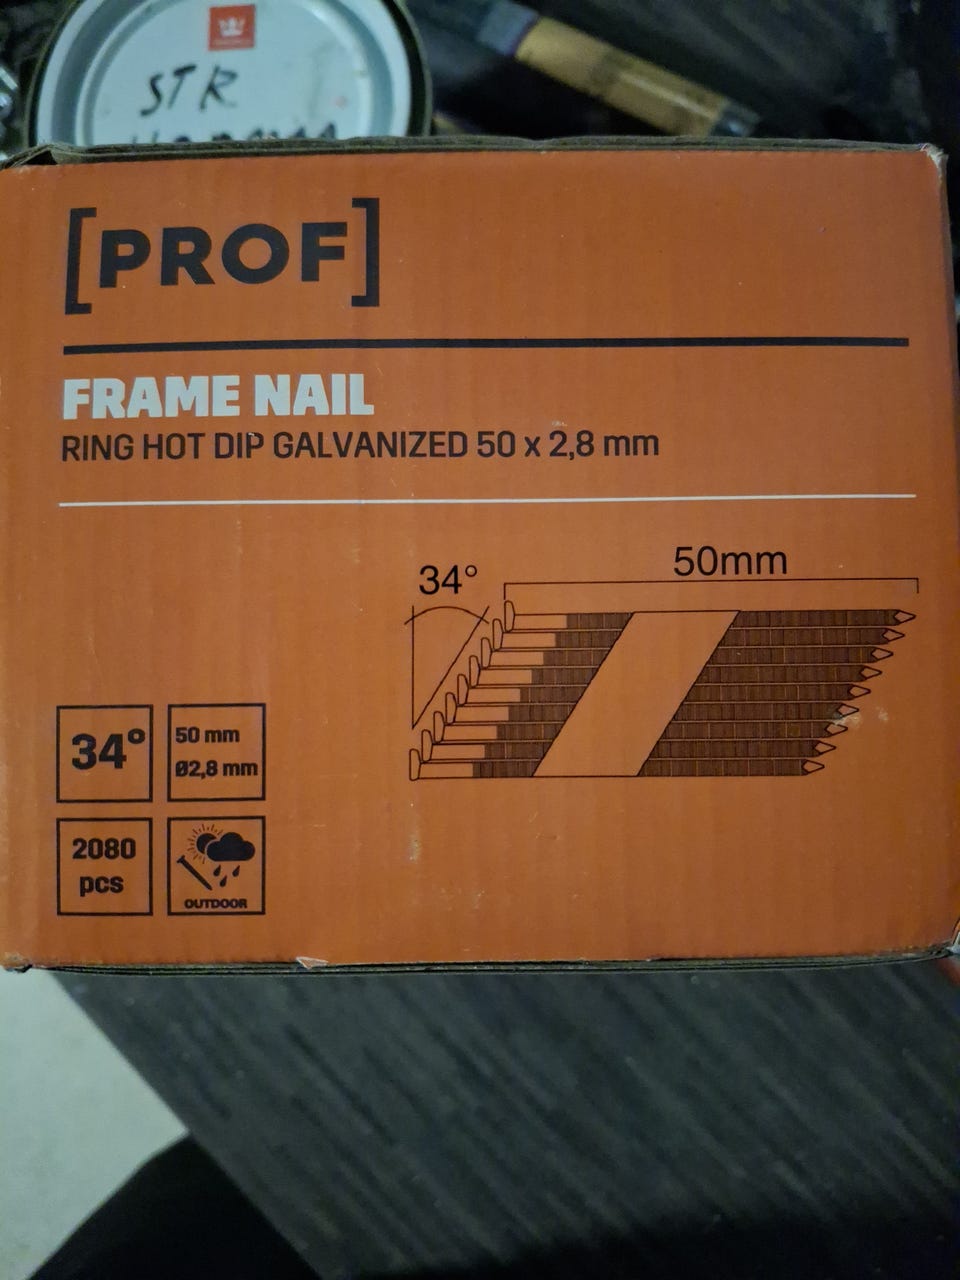 STR
[PROF]
FRAME NAIL
RING HOT DIP GALVANIZED 50 x 2,8 mm
34°
50mm
34°
50 mm
Ø2,8 mm
2080
pcs
OUTDOOR